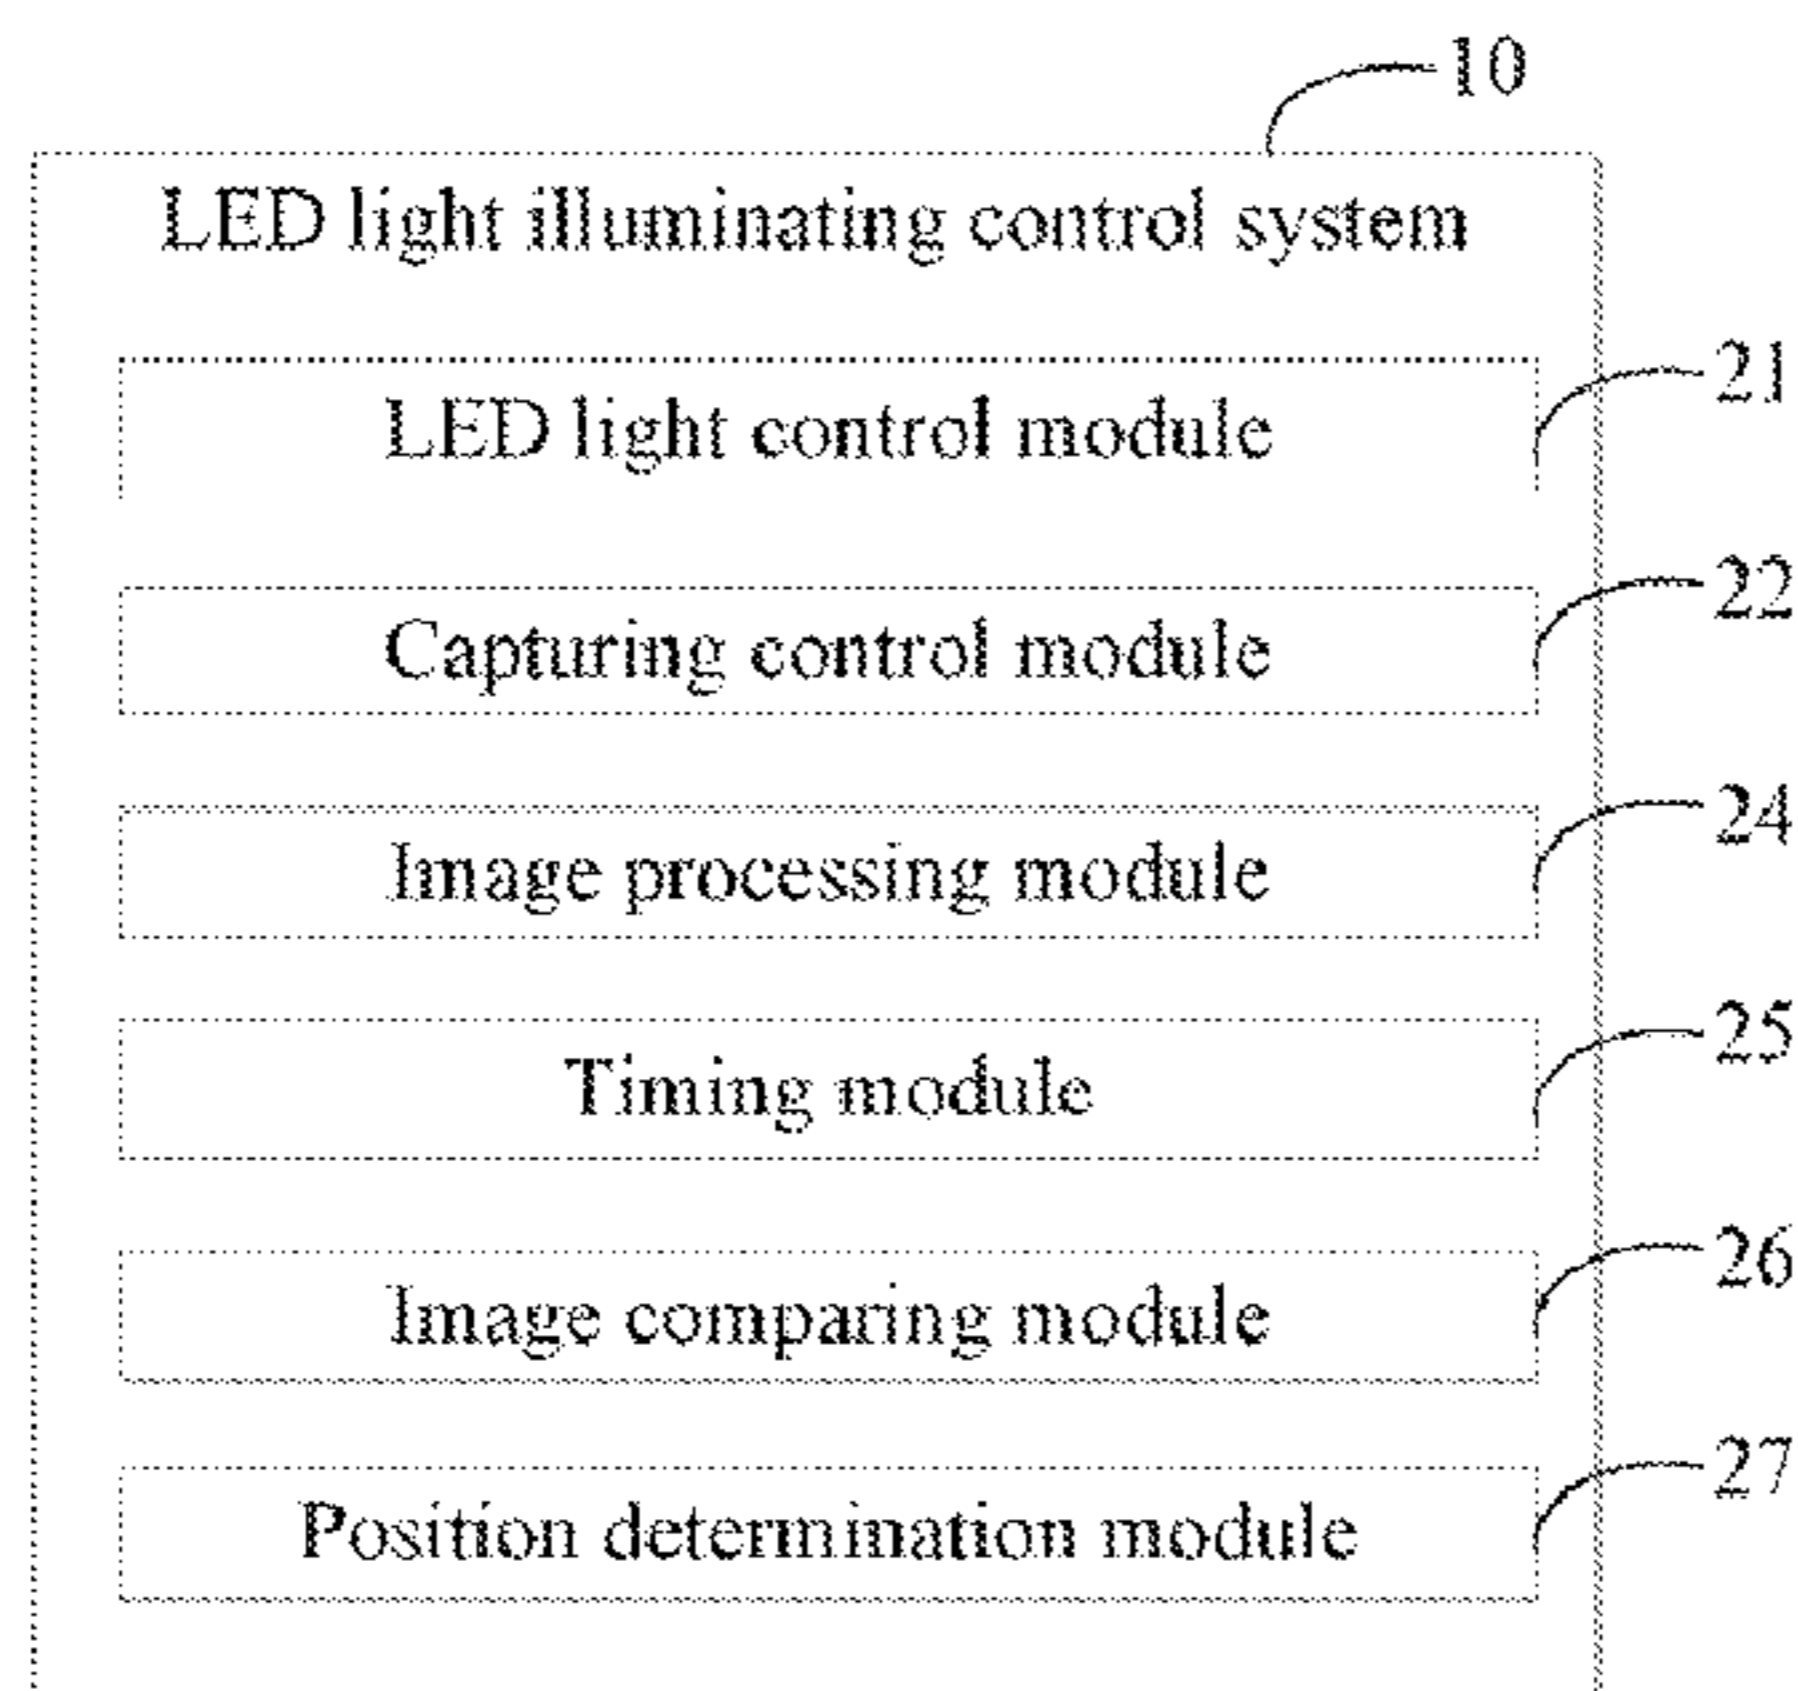 10
LED light illuminating control system
LED light control module
21
Capturing control module
22
Image processing module
24
Timing module
25
Image comparing module
26
Position determination module
27